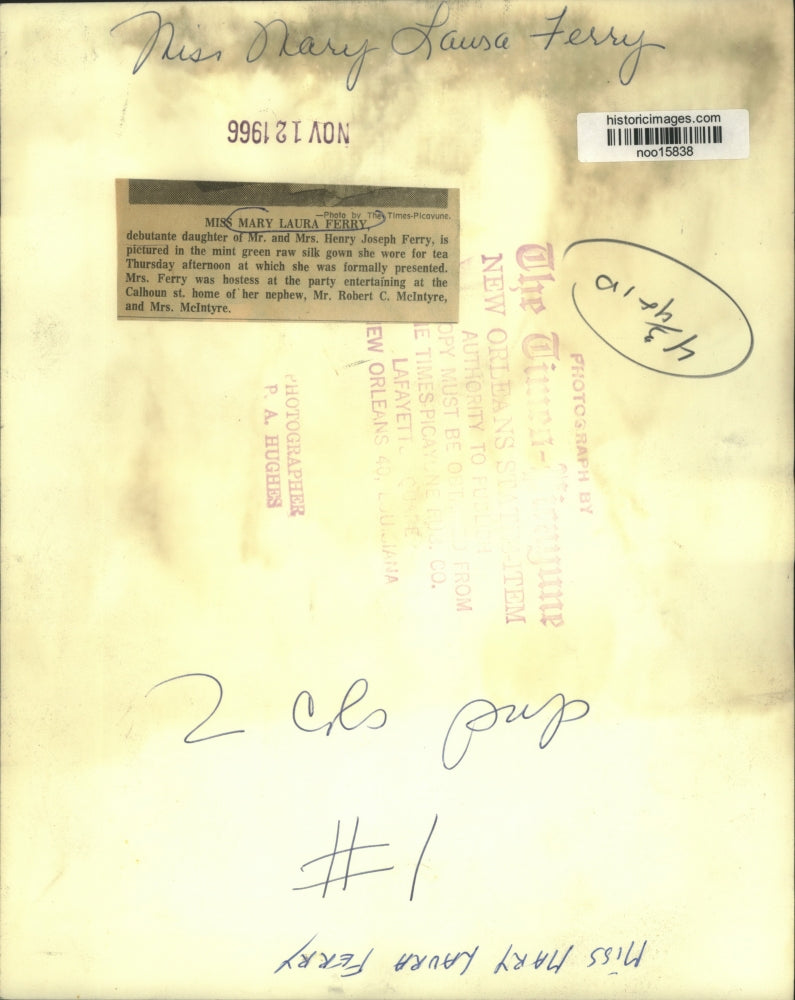 Miss Mary Laura Ferry
NOV 12 1966
historicimages.com
noo15838
—Photo by The Times-Picayune.
MISS MARY LAURA FERRY,
debutante daughter of Mr. and Mrs. Henry Joseph Ferry, is
pictured in the mint green raw silk gown she wore for tea
Thursday afternoon at which she was formally presented.
Mrs. Ferry was hostess at the party entertaining at the
Calhoun st. home of her nephew, Mr. Robert C. McIntyre,
and Mrs. McIntyre.
PHOTOGRAPH BY
The Times-Picayune
NEW ORLEANS STATES-ITEM
AUTHORITY TO PUBLISH
COPY MUST BE OBTAINED FROM
THE TIMES-PICAYUNE PUB. CO.
LAFAYETTE
NEW ORLEANS 40, LOUISIANA
PHOTOGRAPHER
P. A. HUGHES
2 cols
#1
MISS MARY LAURA FERRY